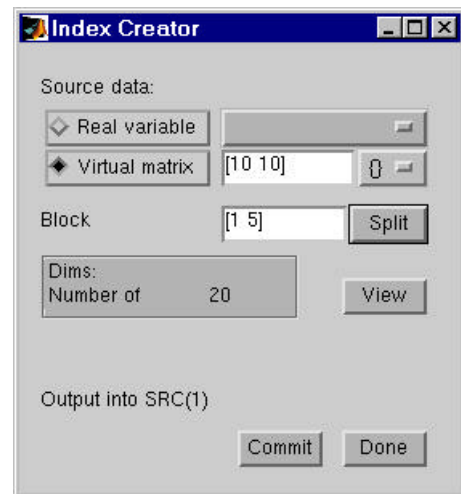 Index Creator
Source data:
Real variable
Virtual matrix [10 10] {}
Block [1 5] Split
Dims:
Number of 20 View
Output into SRC(1)
Commit Done